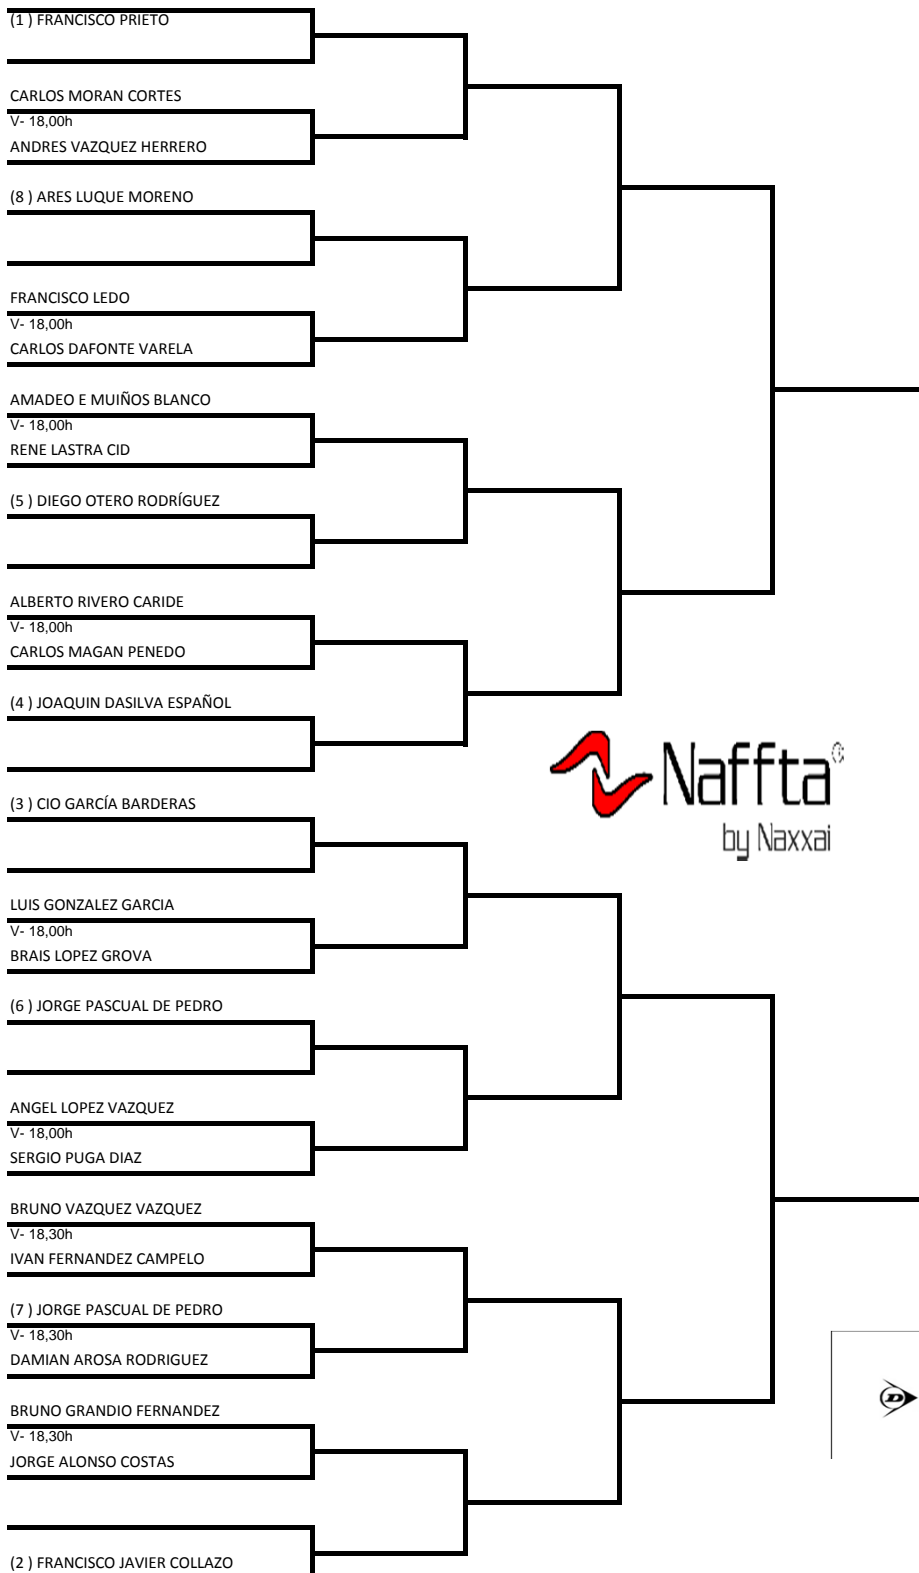 (1 ) FRANCISCO PRIETO
CARLOS MORAN CORTES
V- 18,00h
ANDRES VAZQUEZ HERRERO
(8 ) ARES LUQUE MORENO
FRANCISCO LEDO
V- 18,00h
CARLOS DAFONTE VARELA
AMADEO E MUIÑOS BLANCO
V- 18,00h
RENE LASTRA CID
(5 ) DIEGO OTERO RODRÍGUEZ
ALBERTO RIVERO CARIDE
V- 18,00h
CARLOS MAGAN PENEDO
(4 ) JOAQUIN DASILVA ESPAÑOL
Naffta
by Naxxai
(3 ) CIO GARCÍA BARDERAS
LUIS GONZALEZ GARCIA
V- 18,00h
BRAIS LOPEZ GROVA
(6 ) JORGE PASCUAL DE PEDRO
ANGEL LOPEZ VAZQUEZ
V- 18,00h
SERGIO PUGA DIAZ
BRUNO VAZQUEZ VAZQUEZ
V- 18,30h
IVAN FERNANDEZ CAMPELO
(7 ) JORGE PASCUAL DE PEDRO
V- 18,30h
DAMIAN AROSA RODRIGUEZ
BRUNO GRANDIO FERNANDEZ
V- 18,30h
JORGE ALONSO COSTAS
(2 ) FRANCISCO JAVIER COLLAZO